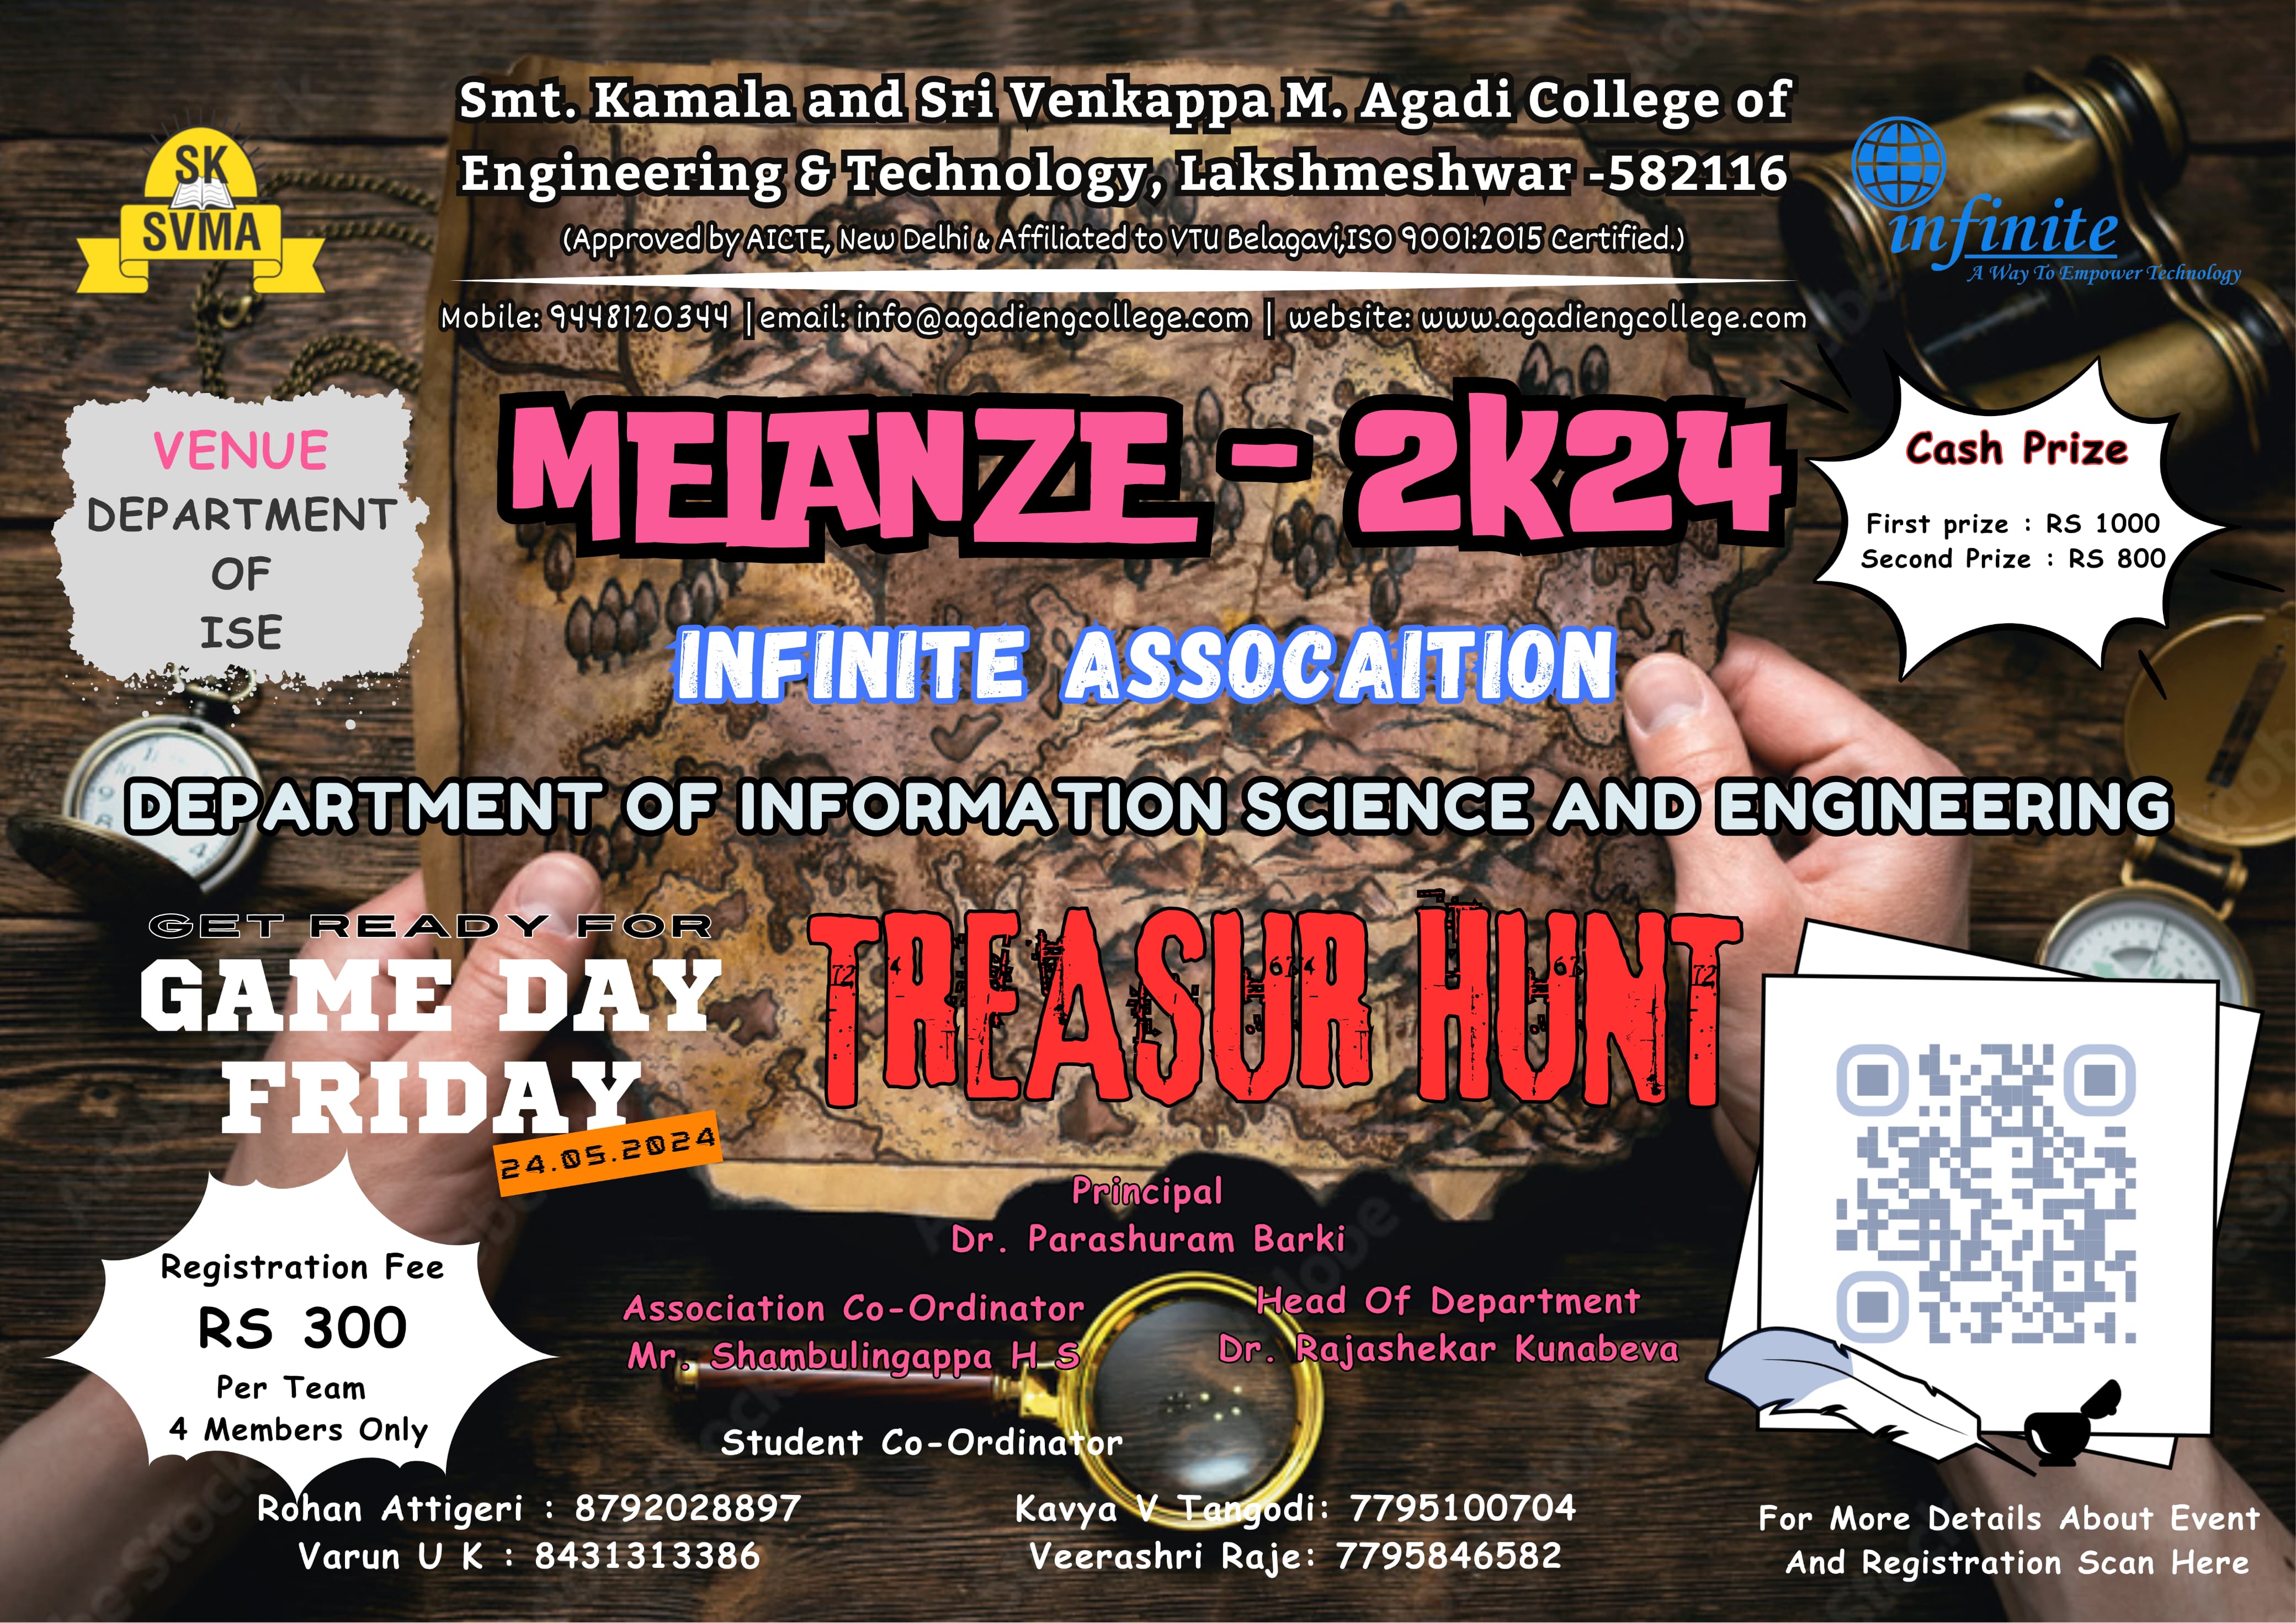 Smt. Kamala and Sri Venkappa M. Agadi College of
Engineering & Technology, Lakshmeshwar -582116
(Approved by AICTE, New Delhi & Affiliated to VTU Belagavi,ISO 9001:2015 Certified.)
Mobile: 9448120344 | email: info@agadiengcollege.com | website: www.agadiengcollege.com
SK
SVMA
infinite
A Way To Empower Technology
VENUE
DEPARTMENT
OF
ISE
MElANZE - 2K24
Cash Prize
First prize : RS 1000
Second Prize : RS 800
INFINITE ASSOCAITION
DEPARTMENT OF INFORMATION SCIENCE AND ENGINEERING
GET READY FOR
GAME DAY
FRIDAY
24.05.2024
TREASUR HUNT
Principal
Dr. Parashuram Barki
Association Co-Ordinator
Mr. Shambulingappa H S
Head Of Department
Dr. Rajashekar Kunabeva
Registration Fee
RS 300
Per Team
4 Members Only
Student Co-Ordinator
Rohan Attigeri : 8792028897
Varun U K : 8431313386
Kavya V Tangodi: 7795100704
Veerashri Raje: 7795846582
For More Details About Event
And Registration Scan Here